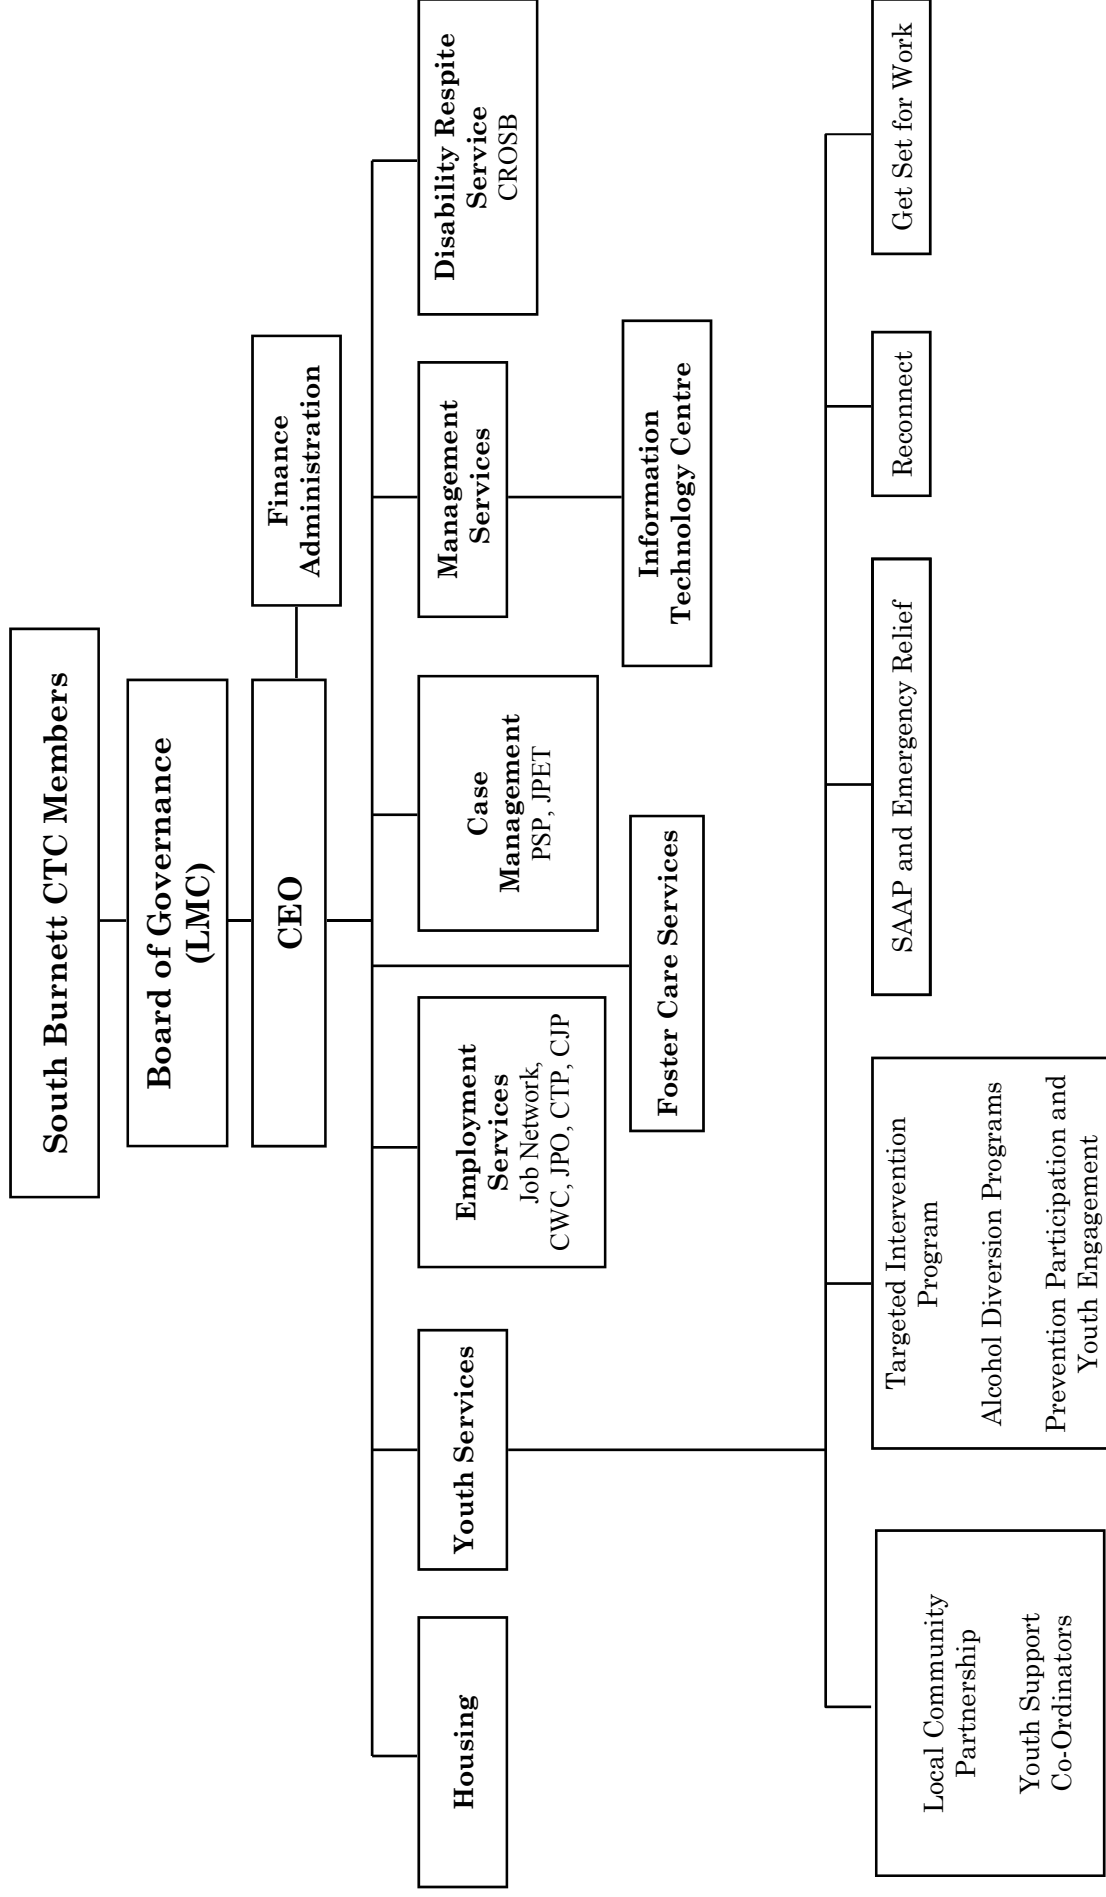 South Burnett CTC Members
Board of Governance
(LMC)
CEO
Finance
Administration
Housing
Youth Services
Employment
Services
Job Network,
CWC, JPO, CTP, CJP
Foster Care Services
Case
Management
PSP, JPET
Management
Services
Information
Technology Centre
Disability Respite
Service
CROSB
Local Community
Partnership
Youth Support
Co-Ordinators
Targeted Intervention
Program
Alcohol Diversion Programs
Prevention Participation and
Youth Engagement
SAAP and Emergency Relief
Reconnect
Get Set for Work